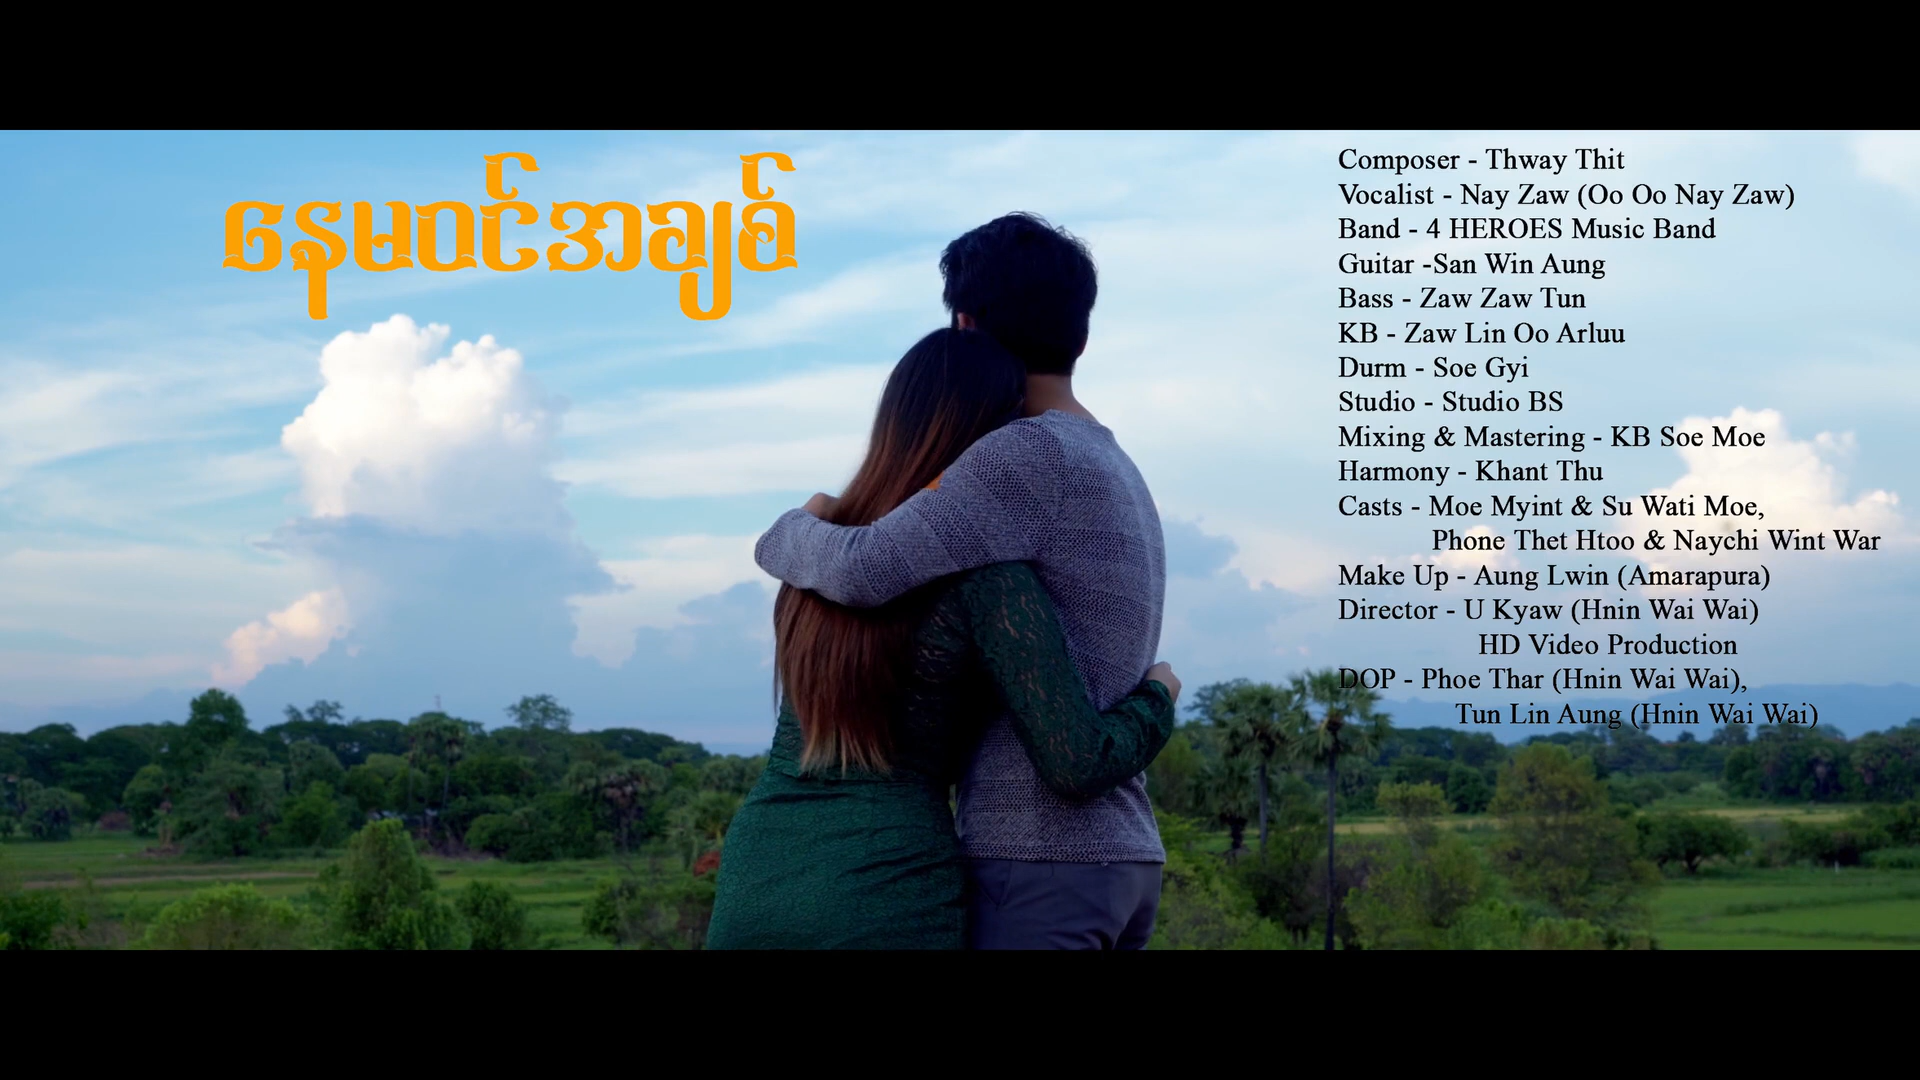 နေမဝင်အချစ်
Composer - Thway Thit
Vocalist - Nay Zaw (Oo Oo Nay Zaw)
Band - 4 HEROES Music Band
Guitar -San Win Aung
Bass - Zaw Zaw Tun
KB - Zaw Lin Oo Arluu
Durm - Soe Gyi
Studio - Studio BS
Mixing & Mastering - KB Soe Moe
Harmony - Khant Thu
Casts - Moe Myint & Su Wati Moe,
Phone Thet Htoo & Naychi Wint War
Make Up - Aung Lwin (Amarapura)
Director - U Kyaw (Hnin Wai Wai)
HD Video Production
DOP - Phoe Thar (Hnin Wai Wai),
Tun Lin Aung (Hnin Wai Wai)